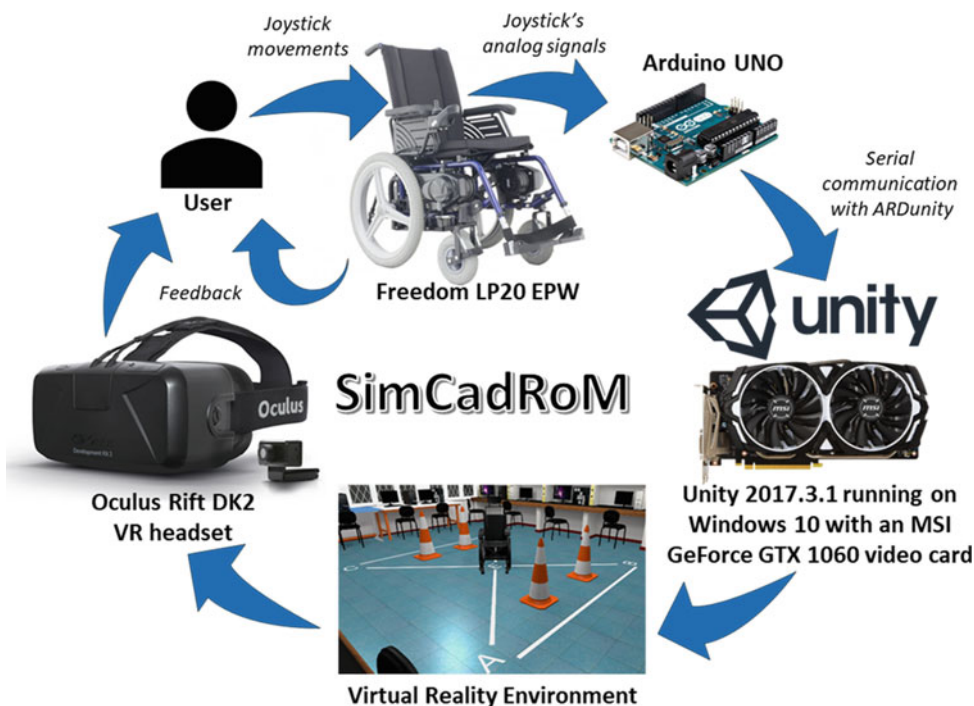 Joystick
movements
Joystick's
analog signals
Arduino UNO
User
Serial
communication
with ARDunity
Freedom LP20 EPW
Feedback
unity
SimCadRoM
Oculus
msi
msi
Oculus Rift DK2
VR headset
Unity 2017.3.1 running on
Windows 10 with an MSI
GeForce GTX 1060 video card
C
B
A
Virtual Reality Environment